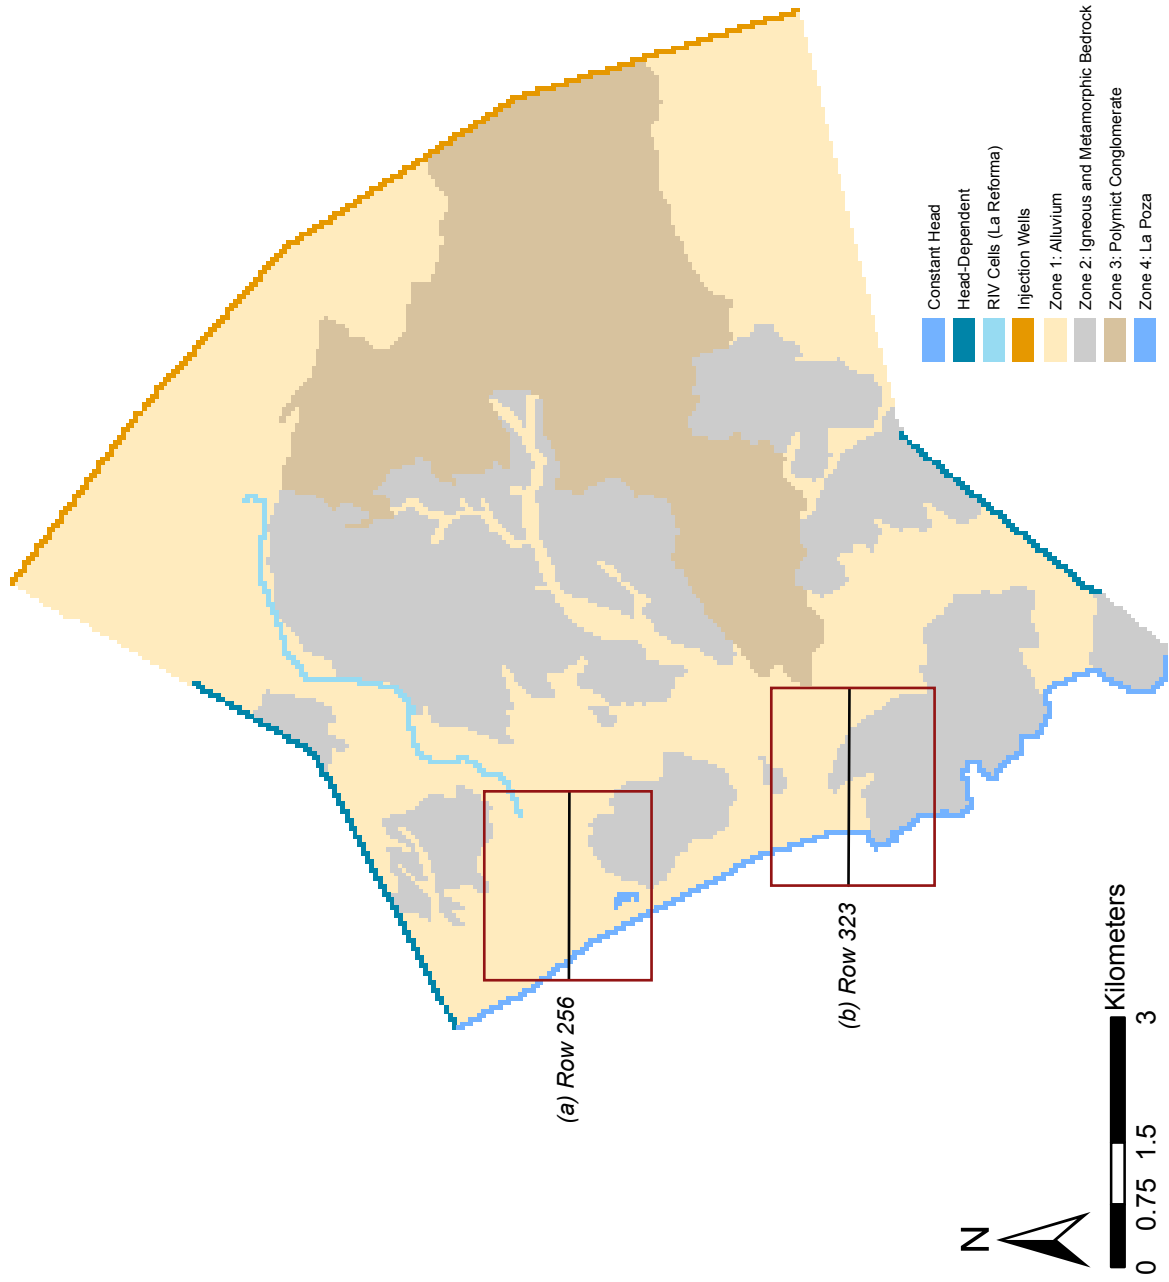 Constant Head
Head-Dependent
RIV Cells (La Reforma)
Injection Wells
Zone 1: Alluvium
Zone 2: Igneous and Metamorphic Bedrock
Zone 3: Polymict Conglomerate
Zone 4: La Poza
(a) Row 256
(b) Row 323
N
Kilometers
0 0.75 1.5 3